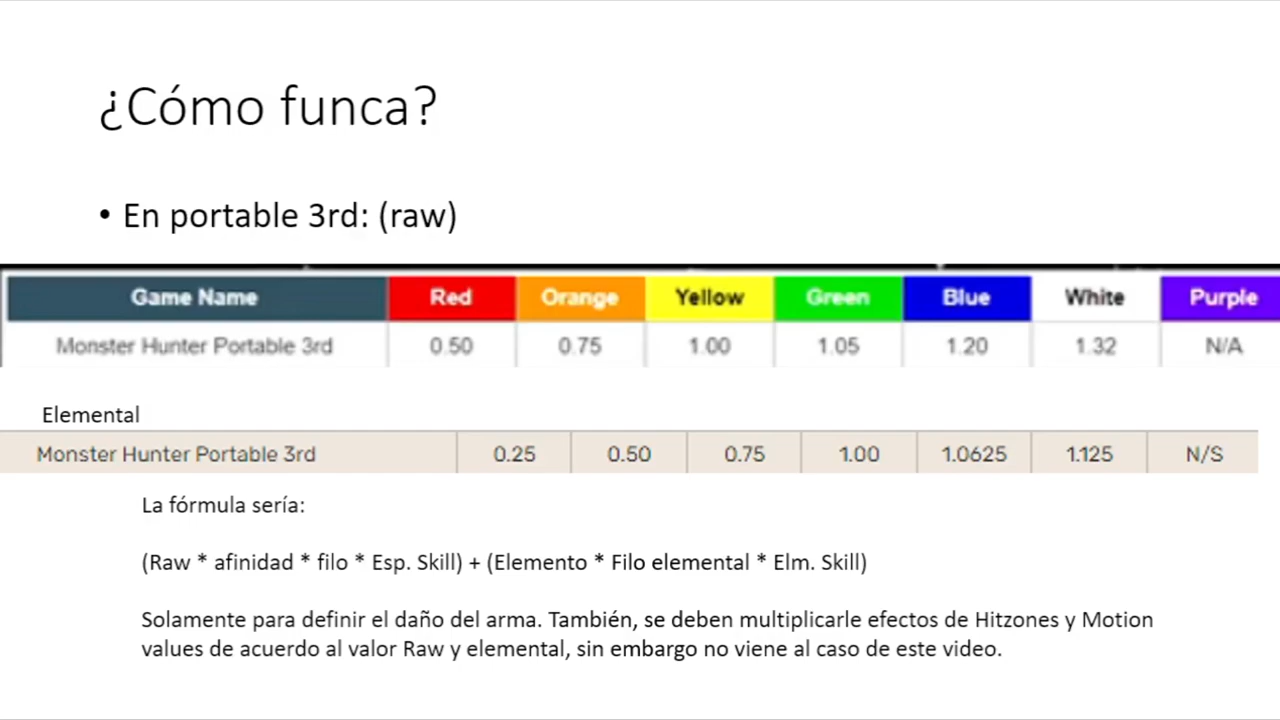 ¿Cómo funca?
• En portable 3rd: (raw)
Game Name Red Orange Yellow Green Blue White Purple
Monster Hunter Portable 3rd 0.50 0.75 1.00 1.05 1.20 1.32 N/A
Elemental
Monster Hunter Portable 3rd 0.25 0.50 0.75 1.00 1.0625 1.125 N/S
La fórmula sería:
(Raw * afinidad * filo * Esp. Skill) + (Elemento * Filo elemental * Elm. Skill)
Solamente para definir el daño del arma. También, se deben multiplicarle efectos de Hitzones y Motion
values de acuerdo al valor Raw y elemental, sin embargo no viene al caso de este video.